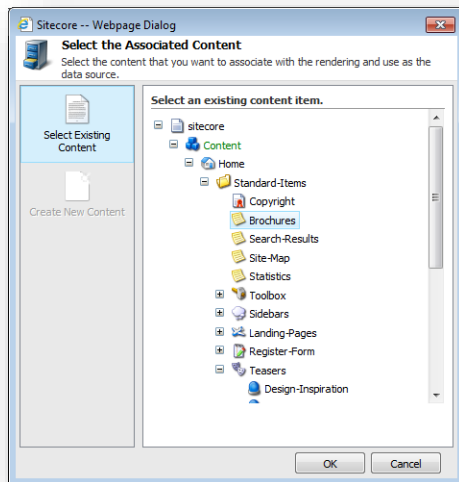 Sitecore -- Webpage Dialog
Select the Associated Content
Select the content that you want to associate with the rendering and use as the
data source.
Select Existing
Content
Create New Content
Select an existing content item.
sitecore
Content
Home
Standard-Items
Copyright
Brochures
Search-Results
Site-Map
Statistics
Toolbox
Sidebars
Landing-Pages
Register-Form
Teasers
Design-Inspiration
OK
Cancel